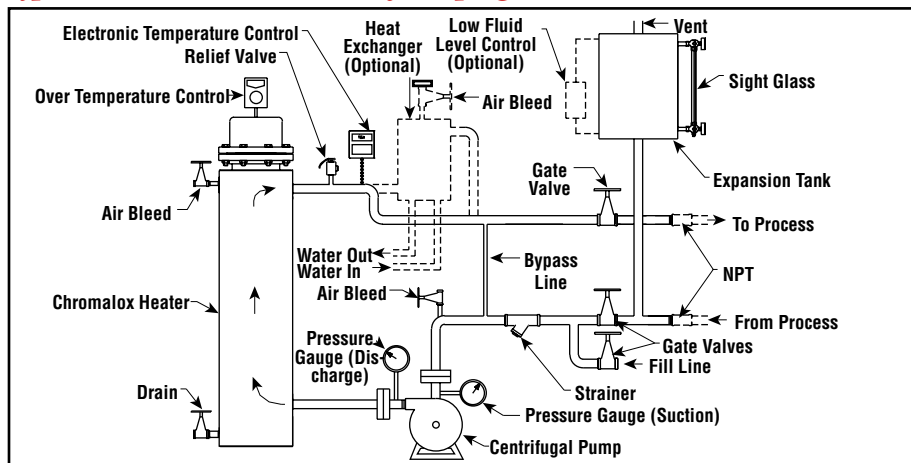 Electronic Temperature Control
Relief Valve
Over Temperature Control
Heat
Exchanger
(Optional)
Low Fluid
Level Control
(Optional)
Vent
Sight Glass
Air Bleed
Gate
Valve
Expansion Tank
Air Bleed
To Process
Water Out
Water In
Bypass
Line
NPT
Air Bleed
Chromalox Heater
From Process
Pressure
Gauge (Dis-
charge)
Gate Valves
Fill Line
Strainer
Drain
Pressure Gauge (Suction)
Centrifugal Pump